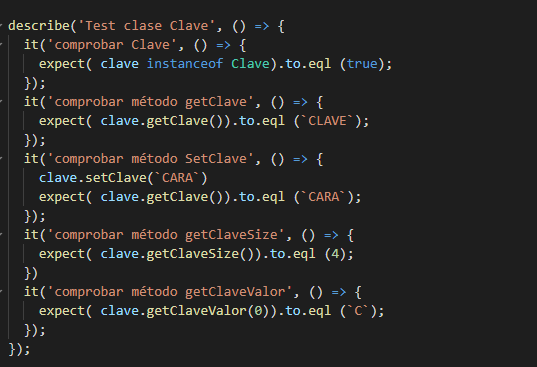 describe('Test clase Clave', () => {
it('comprobar Clave', () => {
expect( clave instanceof Clave).to.eql (true);
});
it('comprobar método getClave', () => {
expect( clave.getClave()).to.eql (`CLAVE`);
});
it('comprobar método SetClave', () => {
clave.setClave(`CARA`)
expect( clave.getClave()).to.eql (`CARA`);
});
it('comprobar método getClaveSize', () => {
expect( clave.getClaveSize()).to.eql (4);
})
it('comprobar método getClaveValor', () => {
expect( clave.getClaveValor(0)).to.eql (`C`);
});
});